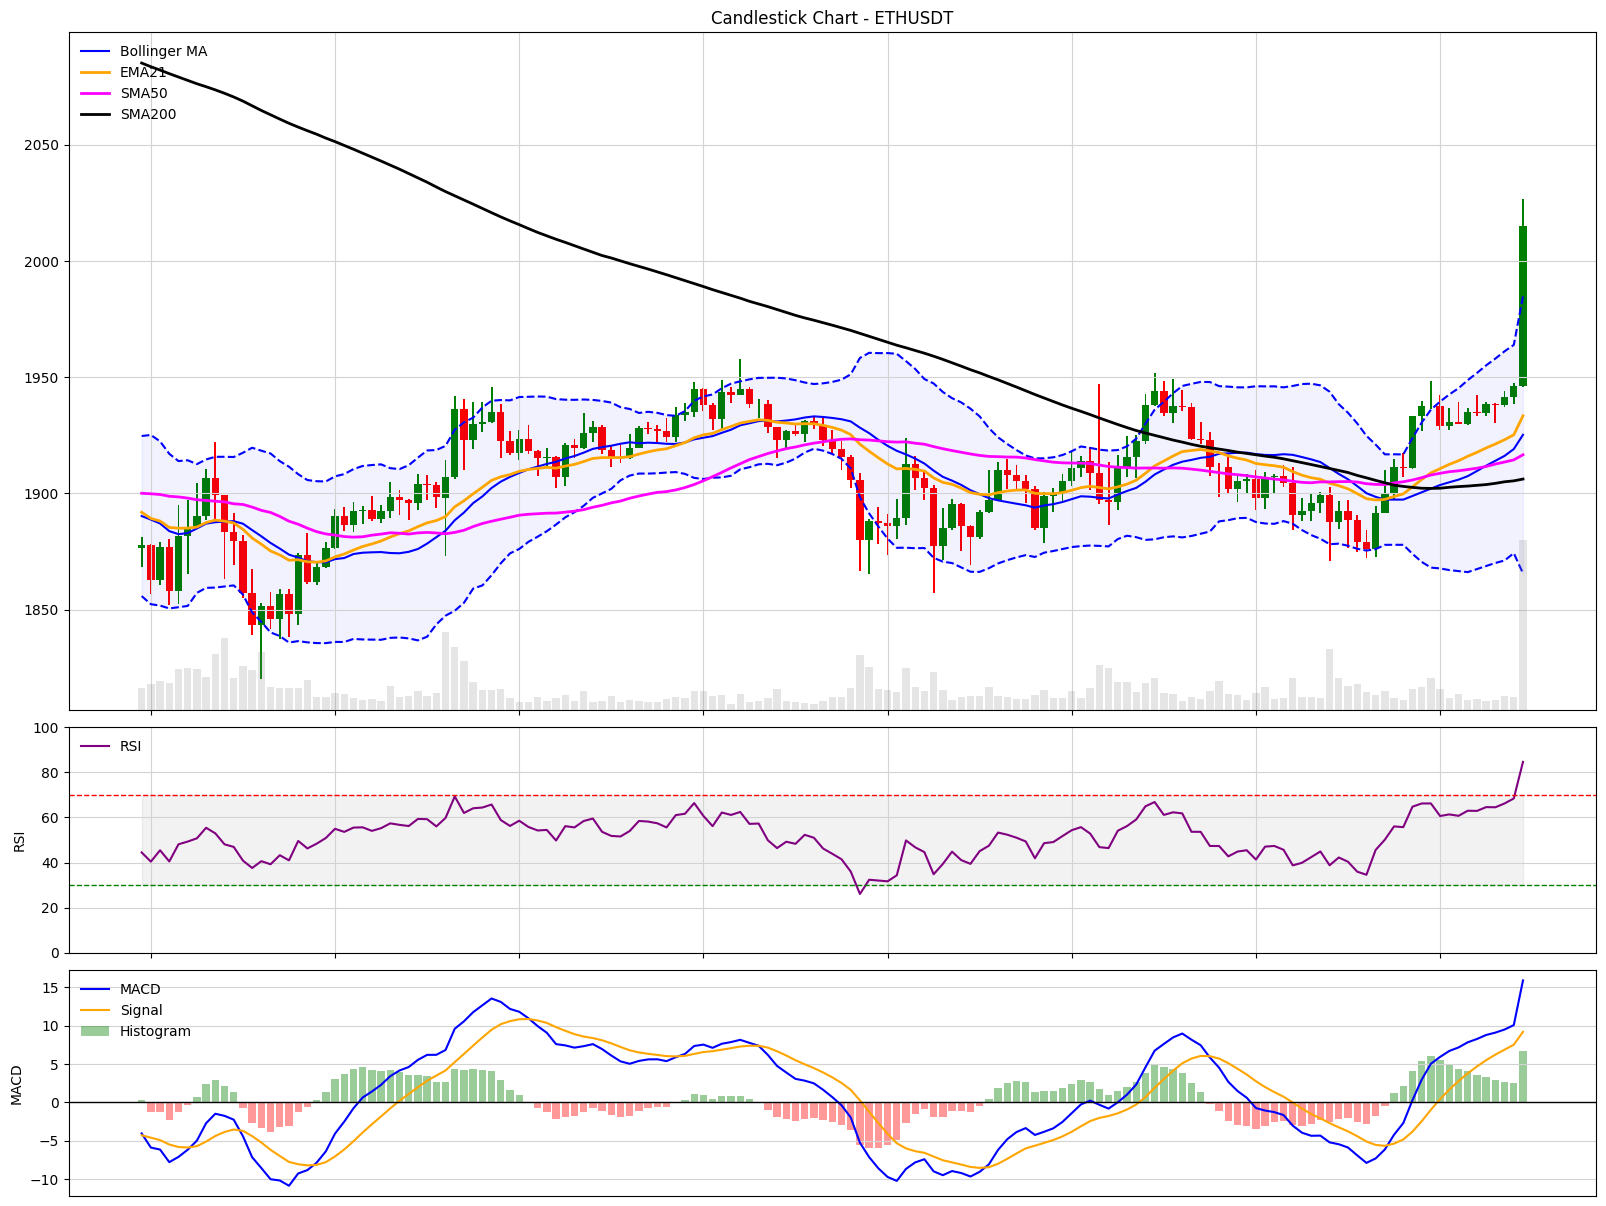 Candlestick Chart - ETHUSDT
Bollinger MA
EMA21
SMA50
SMA200
2050
2000
1950
1900
1850
RSI
100
80
60
40
20
0
RSI
MACD
Signal
Histogram
15
10
5
0
−5
−10
MACD